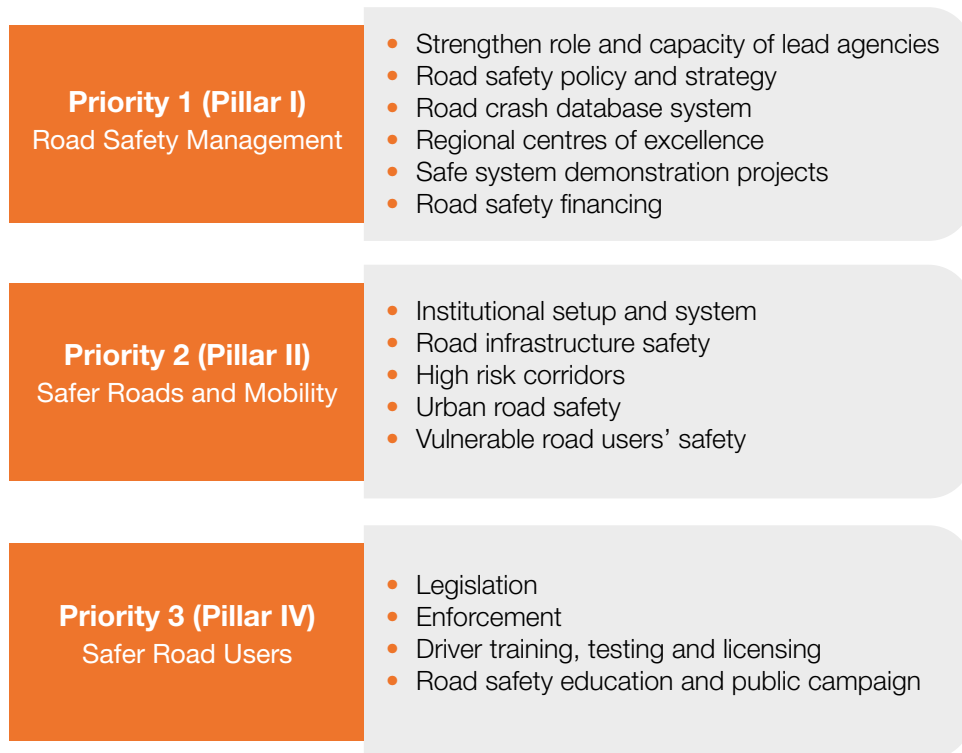 Priority 1 (Pillar I)
Road Safety Management
• Strengthen role and capacity of lead agencies
• Road safety policy and strategy
• Road crash database system
• Regional centres of excellence
• Safe system demonstration projects
• Road safety financing
Priority 2 (Pillar II)
Safer Roads and Mobility
• Institutional setup and system
• Road infrastructure safety
• High risk corridors
• Urban road safety
• Vulnerable road users’ safety
Priority 3 (Pillar IV)
Safer Road Users
• Legislation
• Enforcement
• Driver training, testing and licensing
• Road safety education and public campaign